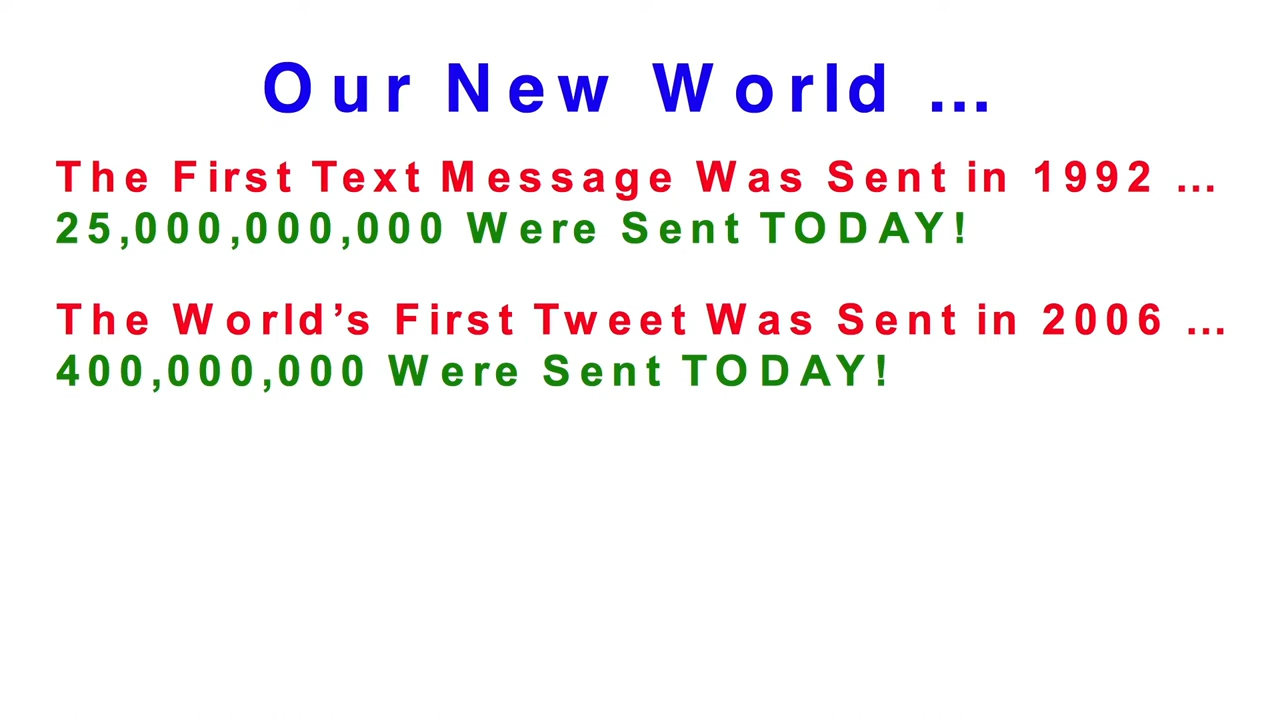 Our New World ...
The First Text Message Was Sent in 1992 ...
25,000,000,000 Were Sent TODAY!
The World’s First Tweet Was Sent in 2006 ...
400,000,000 Were Sent TODAY!